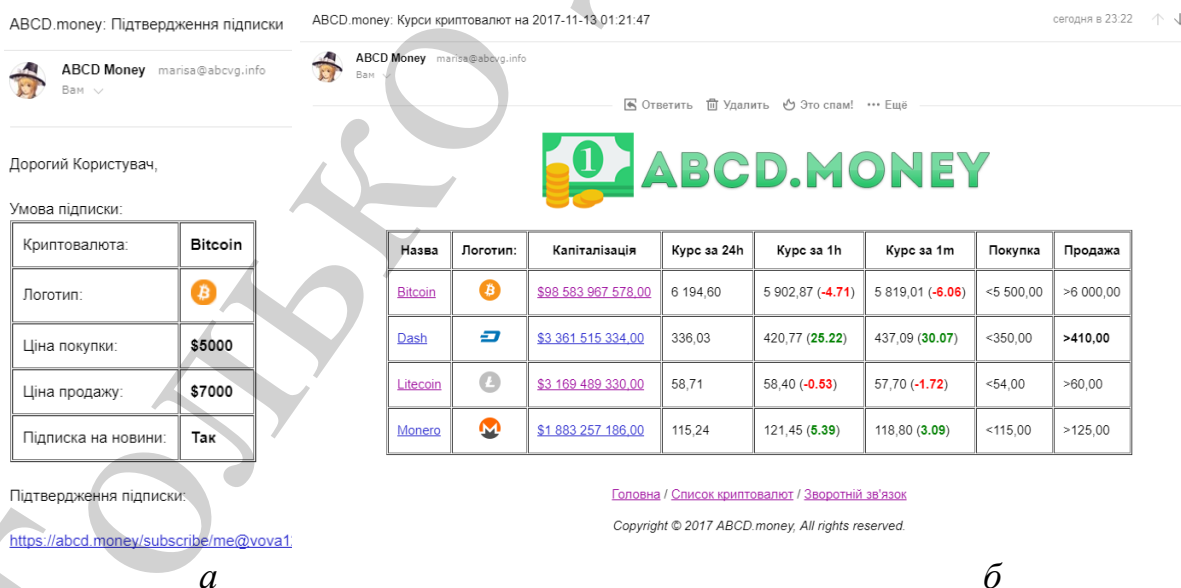 ABCD.money: Підтвердження підписки
ABCD Money marisa@abcvg.info
Вам
Дорогий Користувач,
Умова підписки:
Криптовалюта: Bitcoin
Логотип:
Ціна покупки: $5000
Ціна продажу: $7000
Підписка на новини: Так
Підтвердження підписки:
https://abcd.money/subscribe/me@vova1
а
ABCD.money: Курси криптовалют на 2017-11-13 01:21:47 сегодня в 23:22
ABCD Money marisa@abcvg.info
Вам
Ответить Удалить Это спам! Ещё
1 ABCD.MONEY
Назва Логотип: Капіталізація Курс за 24h Курс за 1h Курс за 1m Покупка Продажа
Bitcoin $98 583 967 578,00 6 194,60 5 902,87 (-4.71) 5 819,01 (-6.06) <5 500,00 >6 000,00
Dash $3 361 515 334,00 336,03 420,77 (25.22) 437,09 (30.07) <350,00 >410,00
Litecoin $3 169 489 330,00 58,71 58,40 (-0.53) 57,70 (-1.72) <54,00 >60,00
Monero $1 883 257 186,00 115,24 121,45 (5.39) 118,80 (3.09) <115,00 >125,00
Головна / Список криптовалют / Зворотній зв'язок
Copyright © 2017 ABCD.money, All rights reserved.
б